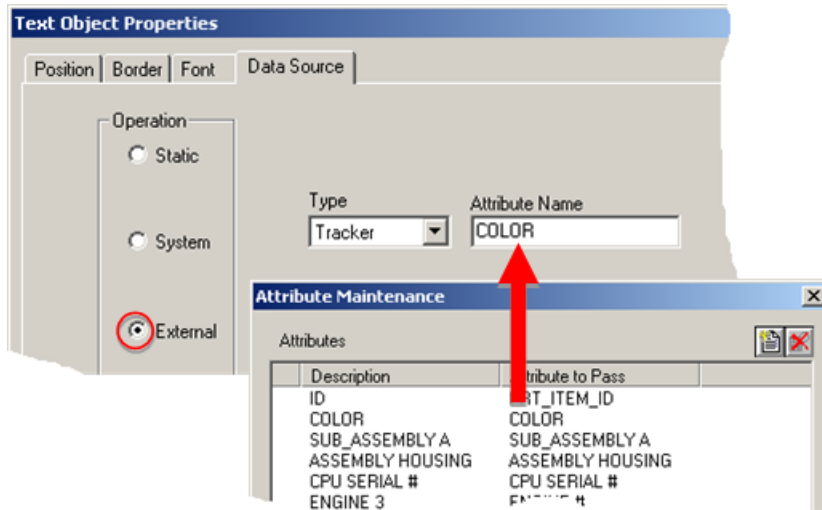 Text Object Properties
Position Border Font Data Source
Operation
Static
Type Attribute Name
Tracker COLOR
System
Attribute Maintenance
External
Attributes
Description to Pass
ID
COLOR COLOR
SUB_ASSEMBLY A SUB_ASSEMBLY A
ASSEMBLY HOUSING ASSEMBLY HOUSING
CPU SERIAL # CPU SERIAL #
ENGINE 3